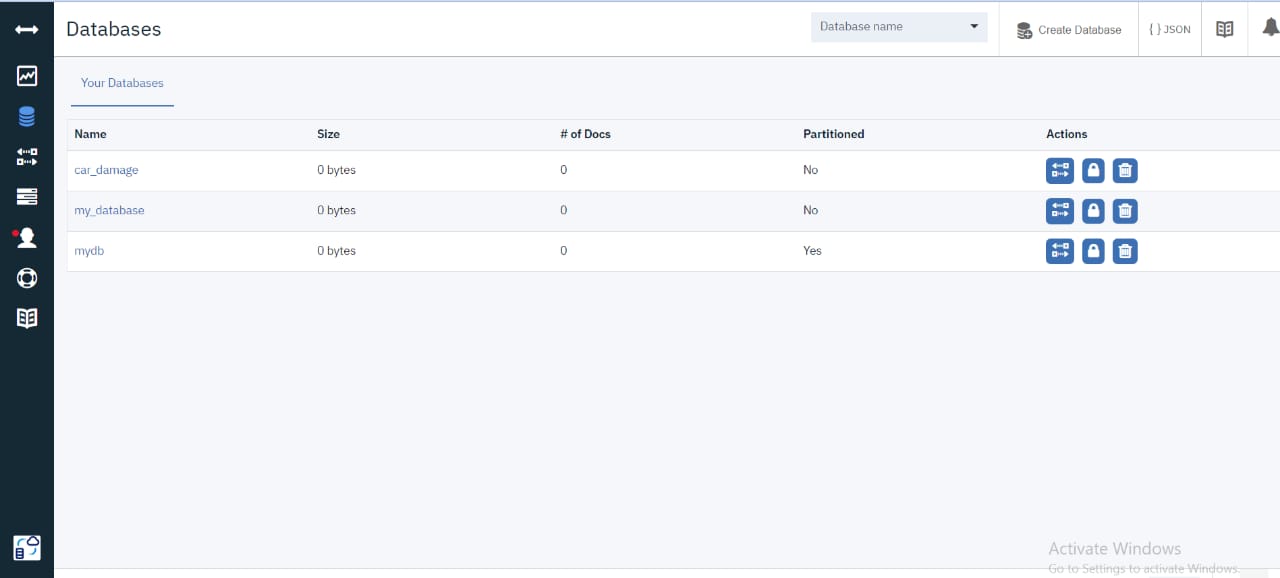 Databases
Database name
Create Database
{ } JSON
Your Databases
Name Size # of Docs Partitioned Actions
car_damage 0 bytes 0 No
my_database 0 bytes 0 No
mydb 0 bytes 0 Yes
Activate Windows
Go to Settings to activate Windows.